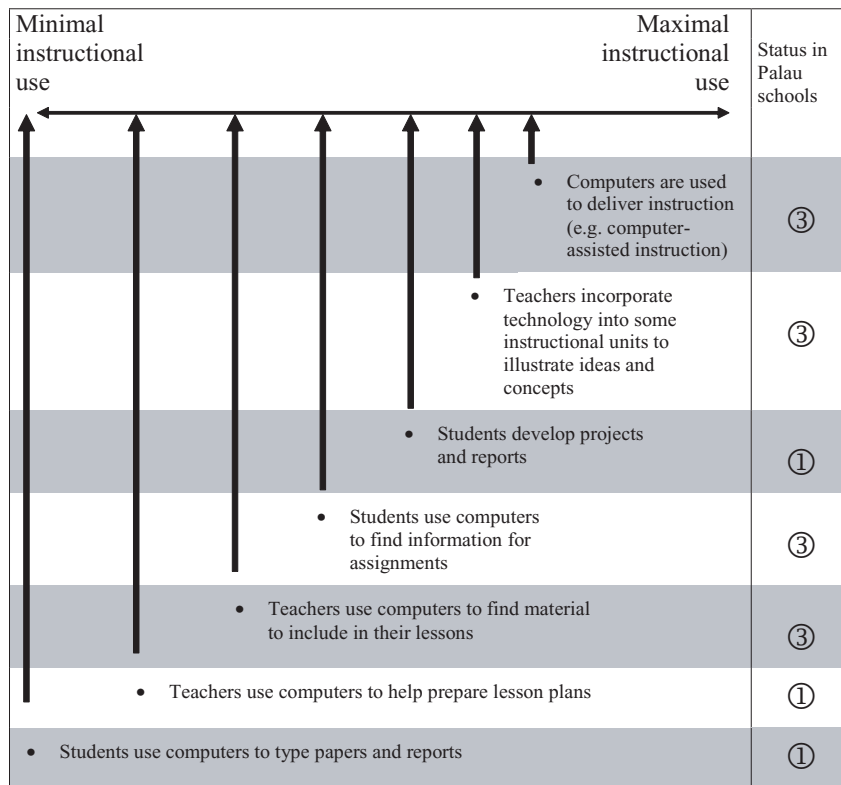 Minimal
instructional
use
Maximal
instructional
use
Status in
Palau
schools
• Computers are used
to deliver instruction
(e.g. computer-
assisted instruction)
③
• Teachers incorporate
technology into some
instructional units to
illustrate ideas and
concepts
③
• Students develop projects
and reports
①
• Students use computers
to find information for
assignments
③
• Teachers use computers to find material
to include in their lessons
③
• Teachers use computers to help prepare lesson plans
①
• Students use computers to type papers and reports
①